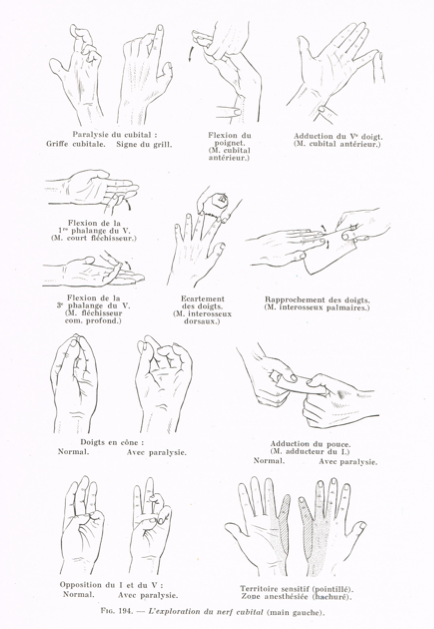 Paralysie du cubital :
Griffe cubitale. Signe du grill.
Flexion du
poignet.
(M. cubital
antérieur.)
Adduction du Vᵉ doigt.
(M. cubital antérieur.)
Flexion de la
1ʳᵉ phalange du V.
(M. court fléchisseur.)
Flexion de la
3ᵉ phalange du V.
(M. fléchisseur
com. profond.)
Ecartement
des doigts.
(M. interosseux
dorsaux.)
Rapprochement des doigts.
(M. interosseux palmaires.)
Doigts en cône :
Normal. Avec paralysie.
Adduction du pouce.
(M. adducteur du I.)
Normal. Avec paralysie.
Opposition du I et du V :
Normal. Avec paralysie.
Territoire sensitif (pointillé).
Zone anesthésiée (hachuré).
FIG. 194. — L'exploration du nerf cubital (main gauche).